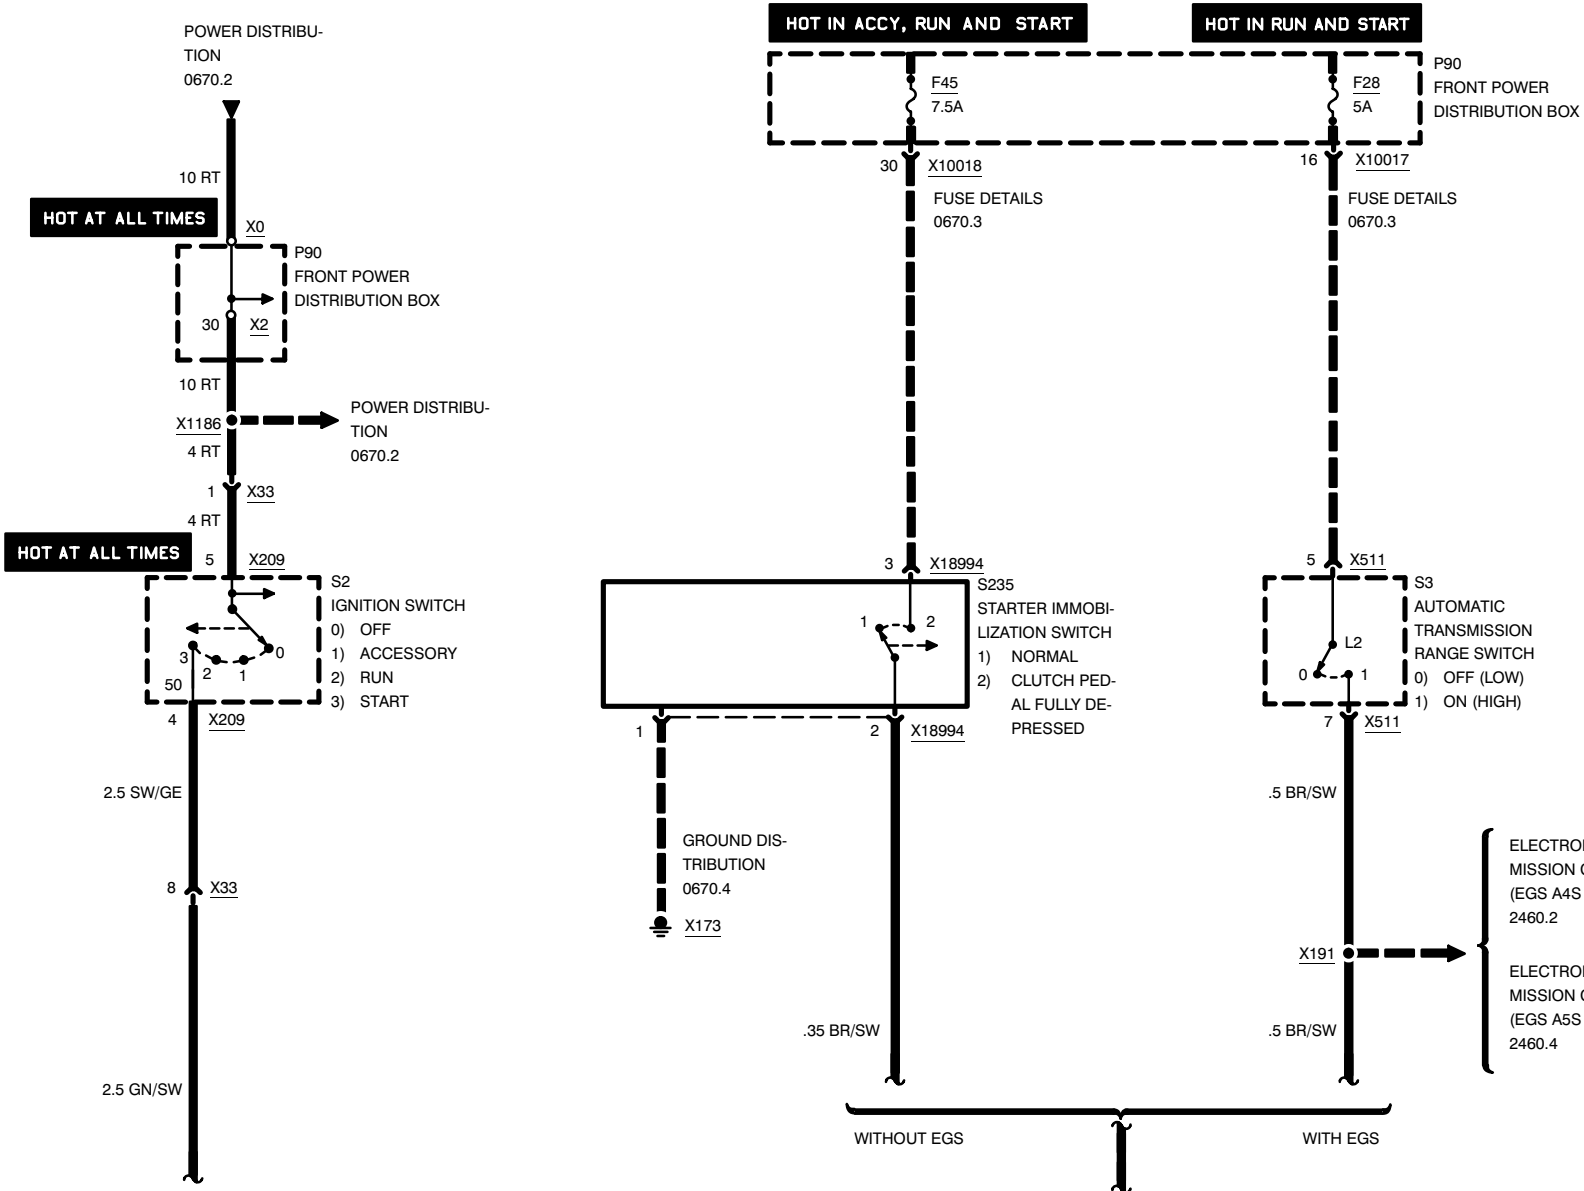 POWER DISTRIBU-
TION
0670.2
10 RT
HOT AT ALL TIMES
X0
P90
FRONT POWER
DISTRIBUTION BOX
30 X2
10 RT
X1186
POWER DISTRIBU-
TION
0670.2
4 RT
1 X33
4 RT
HOT AT ALL TIMES
5 X209
S2
IGNITION SWITCH
0) OFF
1) ACCESSORY
2) RUN
3) START
3 2 1 0
50
4 X209
2.5 SW/GE
8 X33
2.5 GN/SW
HOT IN ACCY, RUN AND START
F45
7.5A
30 X10018
FUSE DETAILS
0670.3
3 X18994
S235
STARTER IMMOBI-
LIZATION SWITCH
1) NORMAL
2) CLUTCH PED-
AL FULLY DE-
PRESSED
1 2
1
2 X18994
GROUND DIS-
TRIBUTION
0670.4
X173
.35 BR/SW
WITHOUT EGS
HOT IN RUN AND START
F28
5A
P90
FRONT POWER
DISTRIBUTION BOX
16 X10017
FUSE DETAILS
0670.3
5 X511
S3
AUTOMATIC
TRANSMISSION
RANGE SWITCH
0) OFF (LOW)
1) ON (HIGH)
L2
0 1
7 X511
.5 BR/SW
X191
.5 BR/SW
ELECTRO
MISSION
(EGS A4S
2460.2
ELECTRO
MISSION
(EGS A5S
2460.4
WITH EGS